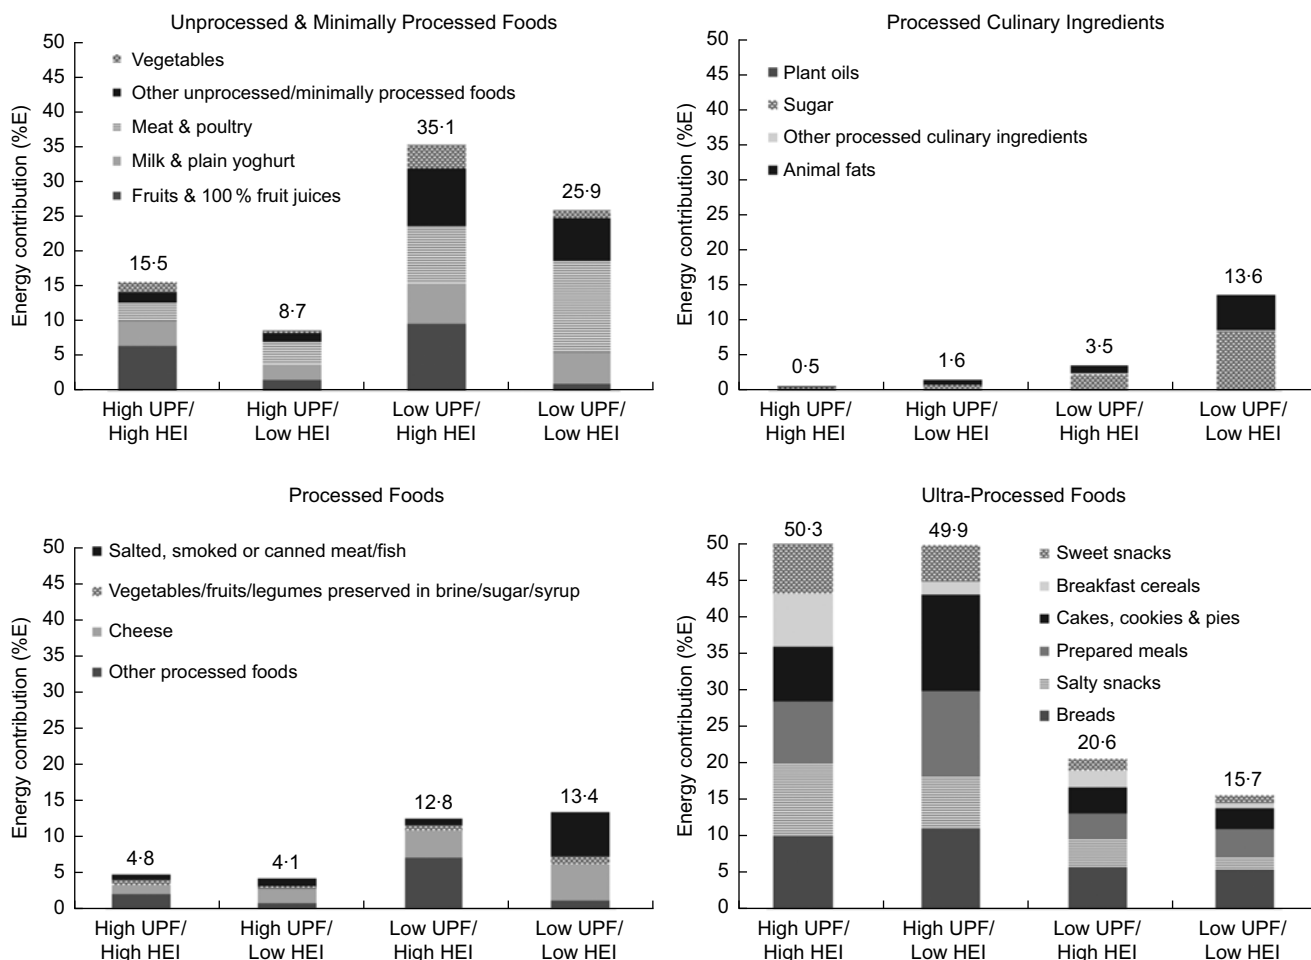 Unprocessed & Minimally Processed Foods
Energy contribution (%E)
50
45
40
35
30
25
20
15
10
5
0
Vegetables
Other unprocessed/minimally processed foods
Meat & poultry
Milk & plain yoghurt
Fruits & 100 % fruit juices
15·5
8·7
35·1
25·9
High UPF/
High HEI
High UPF/
Low HEI
Low UPF/
High HEI
Low UPF/
Low HEI
Processed Culinary Ingredients
Energy contribution (%E)
50
45
40
35
30
25
20
15
10
5
0
Plant oils
Sugar
Other processed culinary ingredients
Animal fats
0·5
1·6
3·5
13·6
High UPF/
High HEI
High UPF/
Low HEI
Low UPF/
High HEI
Low UPF/
Low HEI
Processed Foods
Energy contribution (%E)
50
45
40
35
30
25
20
15
10
5
0
Salted, smoked or canned meat/fish
Vegetables/fruits/legumes preserved in brine/sugar/syrup
Cheese
Other processed foods
4·8
4·1
12·8
13·4
High UPF/
High HEI
High UPF/
Low HEI
Low UPF/
High HEI
Low UPF/
Low HEI
Ultra-Processed Foods
Energy contribution (%E)
50
45
40
35
30
25
20
15
10
5
0
50·3
49·9
20·6
15·7
Sweet snacks
Breakfast cereals
Cakes, cookies & pies
Prepared meals
Salty snacks
Breads
High UPF/
High HEI
High UPF/
Low HEI
Low UPF/
High HEI
Low UPF/
Low HEI